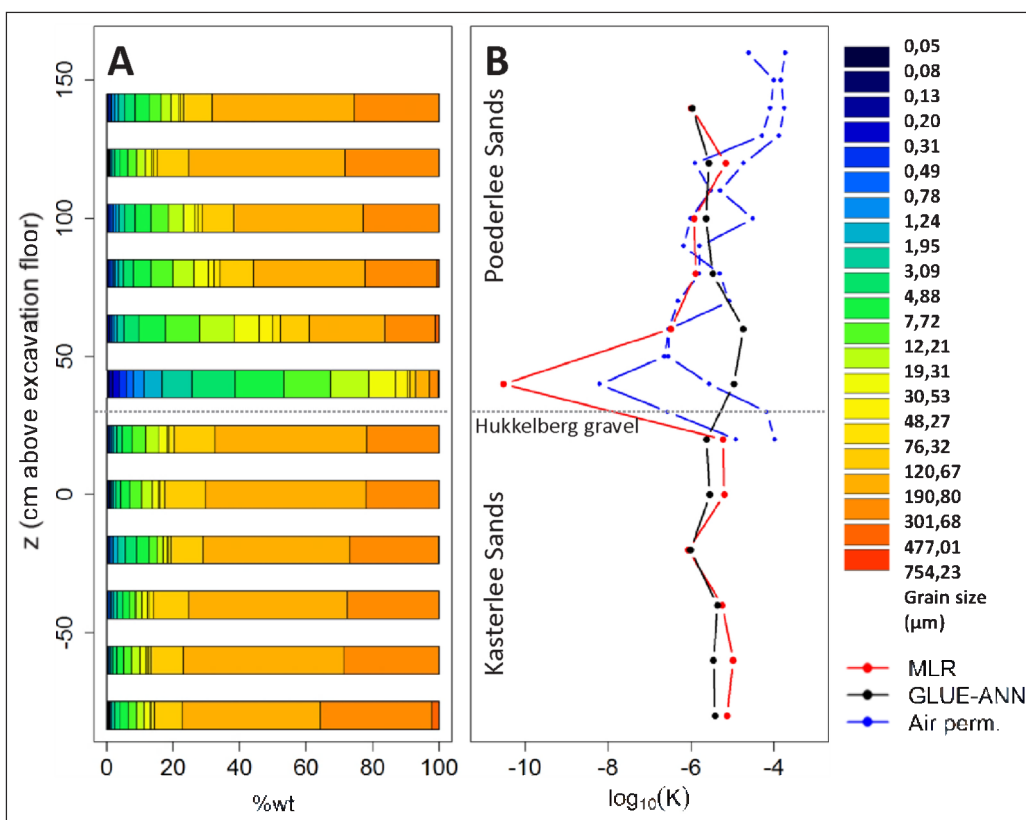 A
B
150
100
50
0
-50
z (cm above excavation floor)
0
20
40
60
80
100
%wt
Poederlee Sands
Hukkelberg gravel
Kasterlee Sands
-10
-8
-6
-4
log10(K)
0,05
0,08
0,13
0,20
0,31
0,49
0,78
1,24
1,95
3,09
4,88
7,72
12,21
19,31
30,53
48,27
76,32
120,67
190,80
301,68
477,01
754,23
Grain size
(µm)
MLR
GLUE-ANN
Air perm.